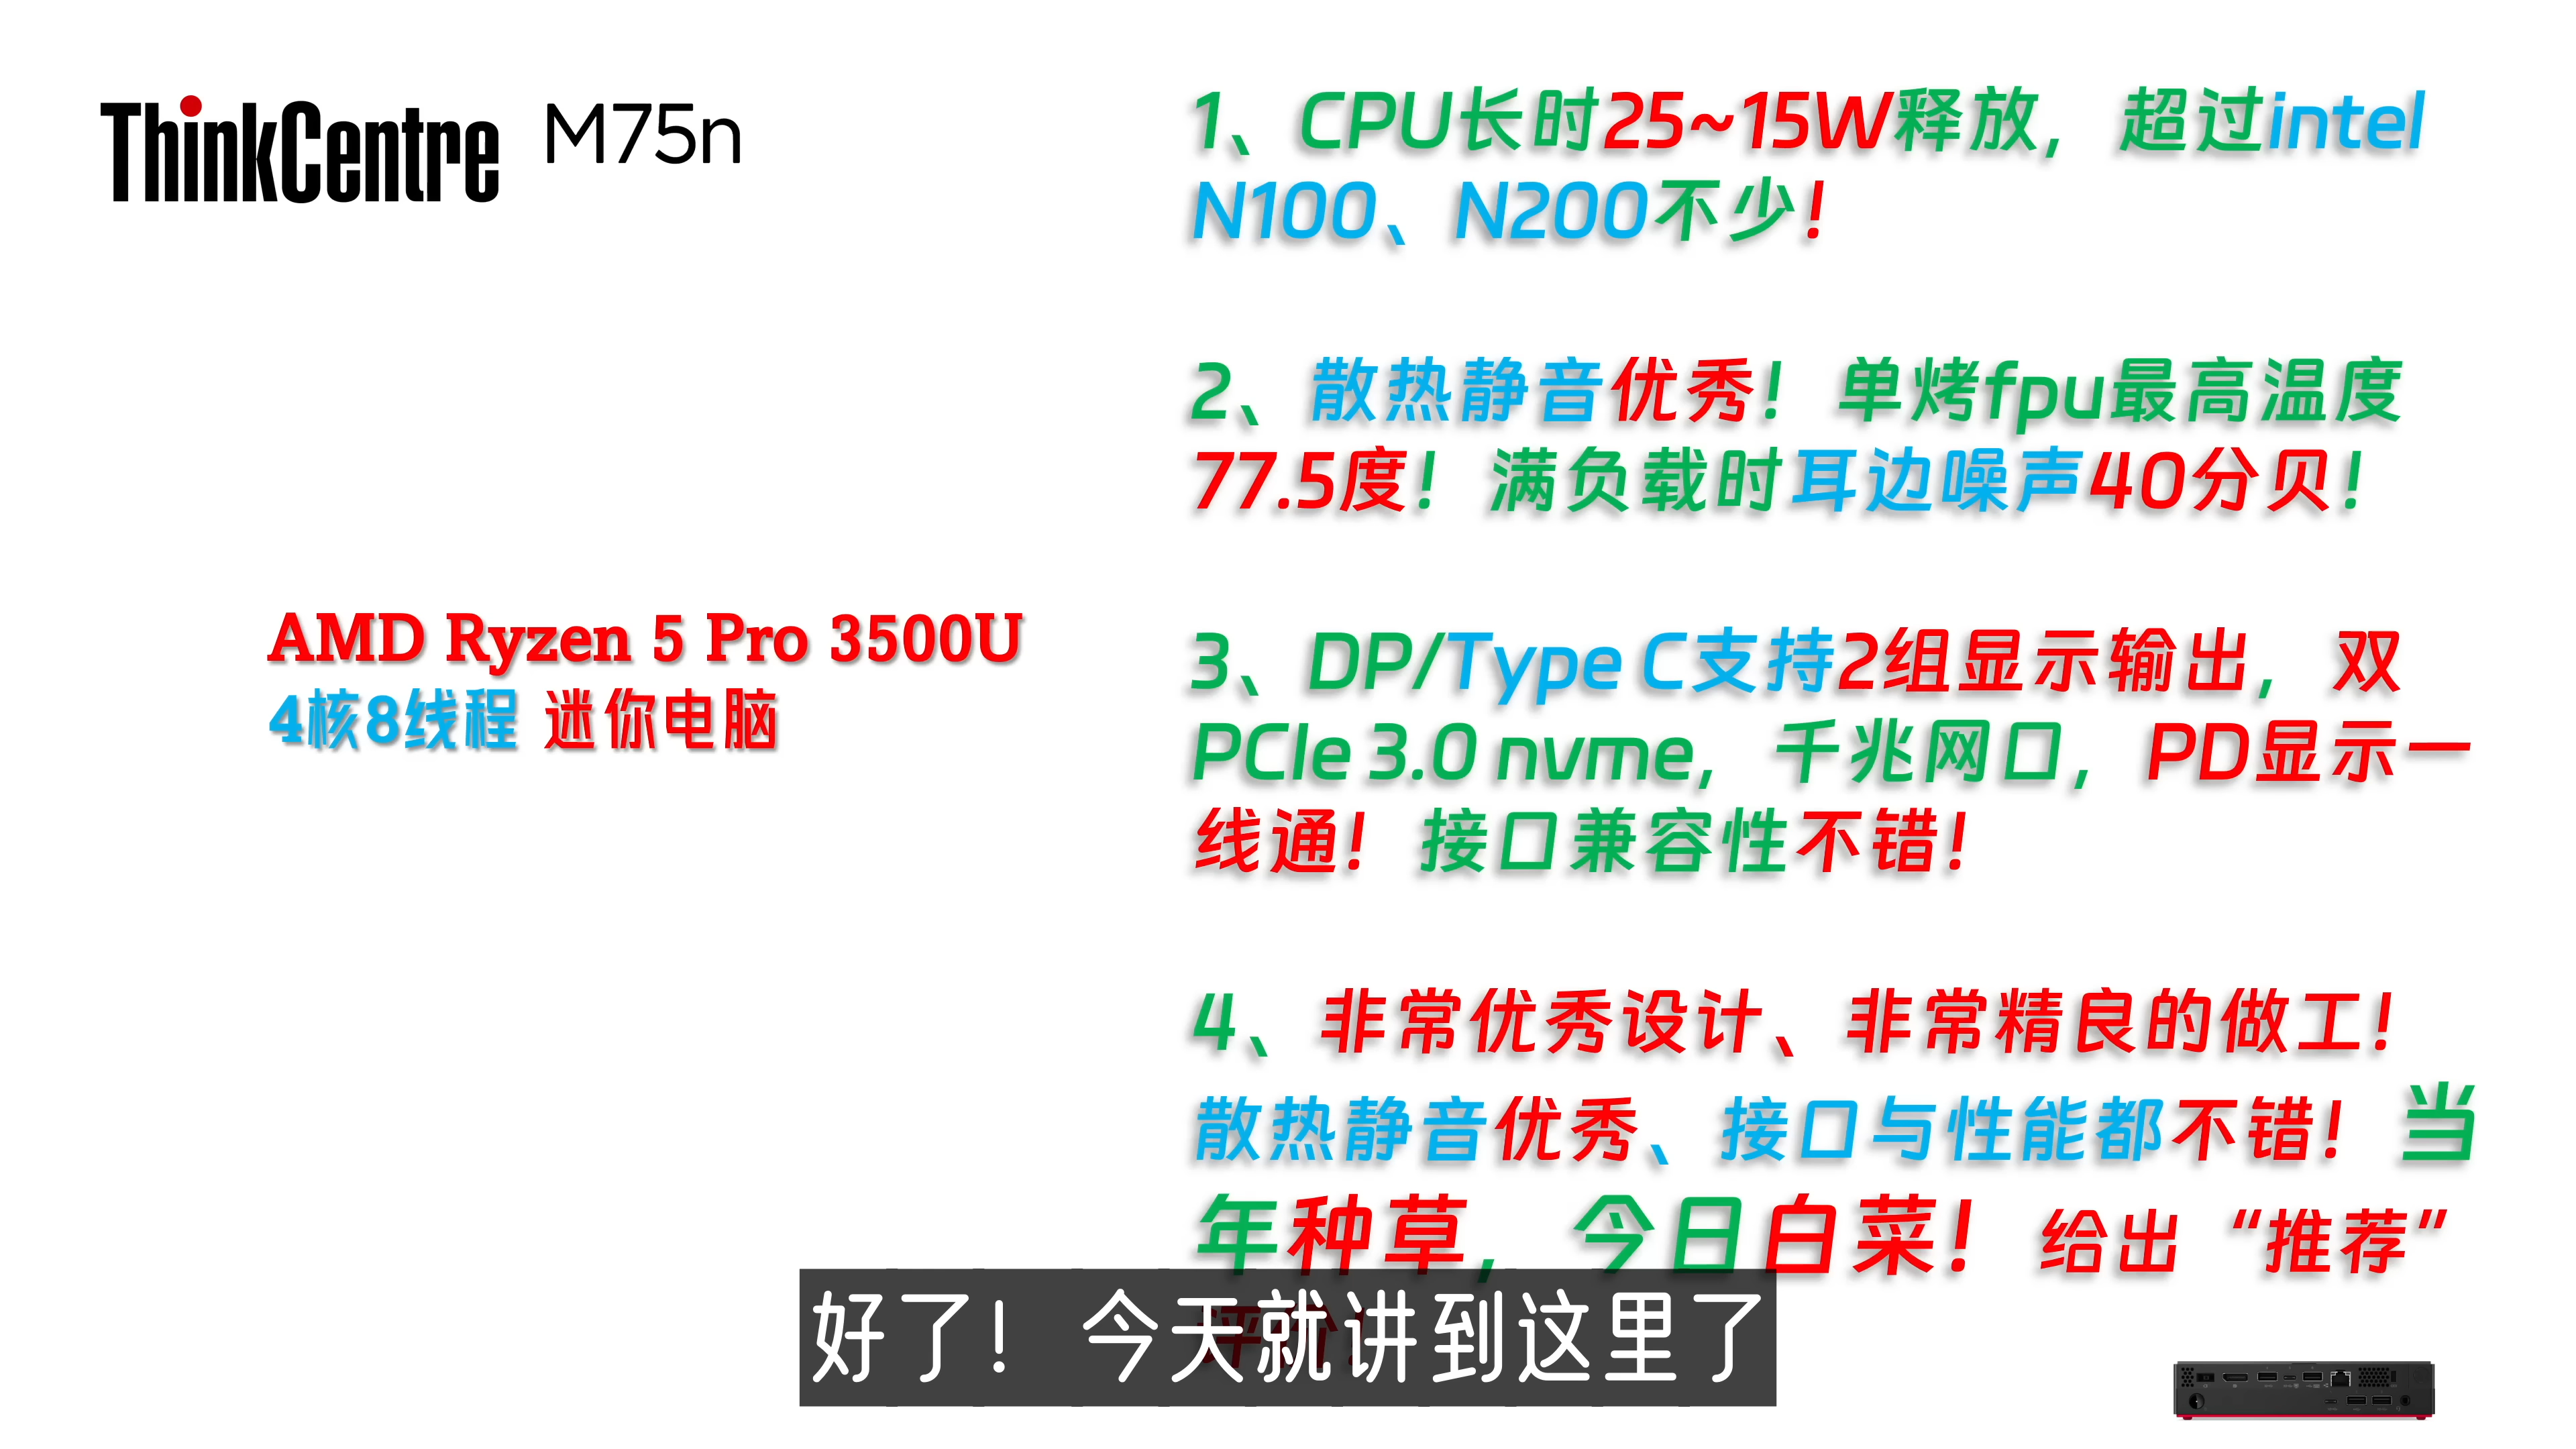 ThinkCentre M75n
AMD Ryzen 5 Pro 3500U
4核8线程 迷你电脑
1、CPU长时25~15W释放，超过intel
N100、N200不少！
2、散热静音优秀！单烤fpu最高温度
77.5度！满负载时耳边噪声40分贝！
3、DP/Type C支持2组显示输出，双
PCIe 3.0 nvme，千兆网口，PD显示一
线通！接口兼容性不错！
4、非常优秀设计、非常精良的做工！
散热静音优秀、接口与性能都不错！当
年种草，今日白菜！给出“推荐”
好了！今天就讲到这里了